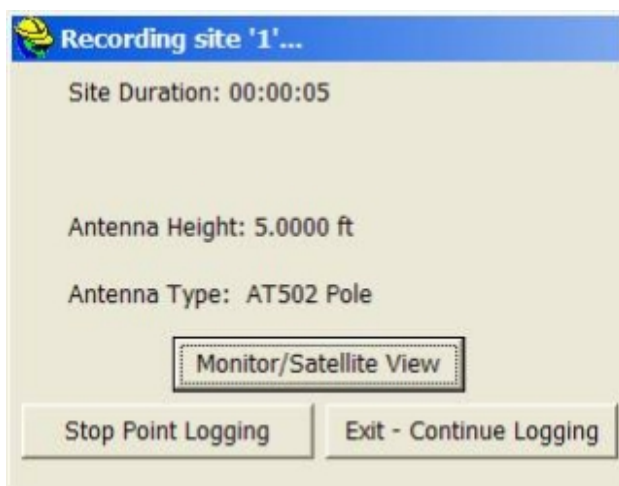 Recording site '1'...
Site Duration: 00:00:05
Antenna Height: 5.0000 ft
Antenna Type: AT502 Pole
Monitor/Satellite View
Stop Point Logging Exit - Continue Logging